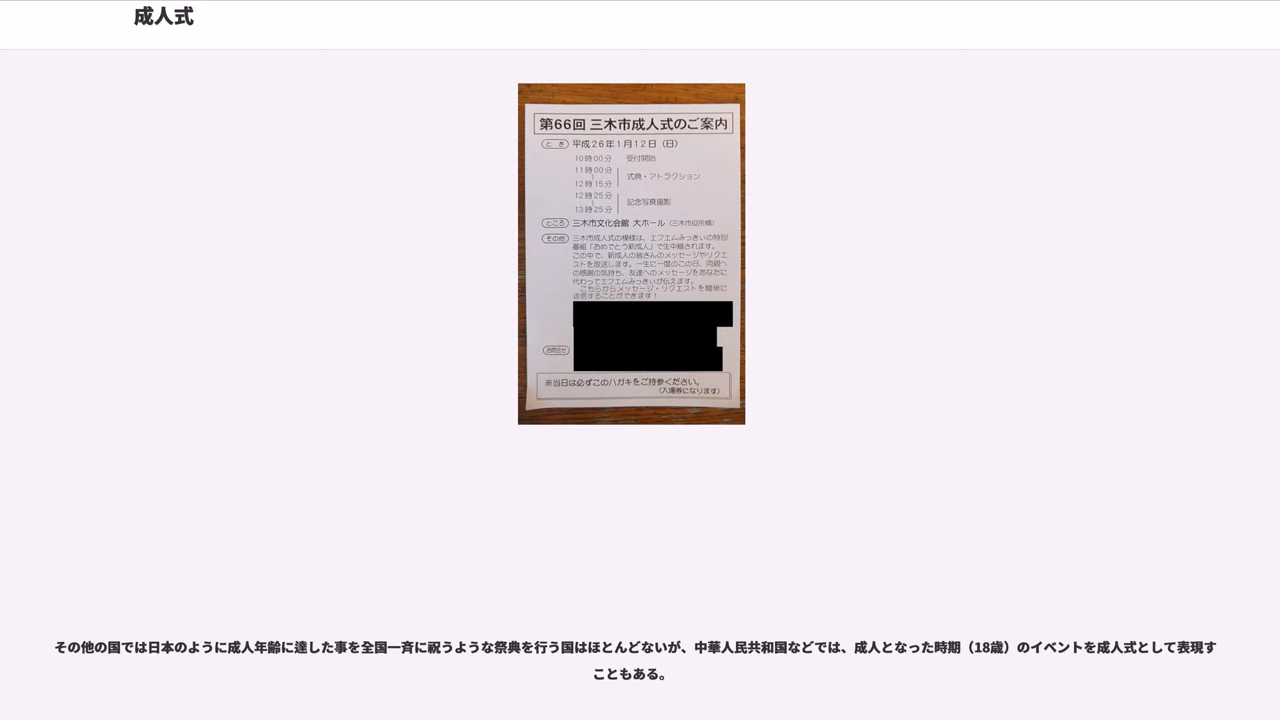 成人式
第66回 三木市成人式のご案内
とき 平成26年1月12日（日）
10時00分 受付開始
11時00分
〜 式典・アトラクション
12時15分
12時25分
〜 記念写真撮影
13時25分
ところ 三木市文化会館 大ホール（三木市役所横）
その他 三木市成人式の模様は、エフエムみっきぃの特別
番組「おめでとう新成人」で生中継されます。
この中で、新成人の皆さんのメッセージやリクエ
ストを放送します。一生に一度のこの日、両親へ
の感謝の気持ち、友達へのメッセージをあなたに
代わってエフエムみっきぃが伝えます。
こちらからメッセージ・リクエストを簡単に
送信することができます！
お問合せ
※当日は必ずこのハガキをご持参ください。
（入場券になります）
その他の国では日本のように成人年齢に達した事を全国一斉に祝うような祭典を行う国はほとんどないが、中華人民共和国などでは、成人となった時期（18歳）のイベントを成人式として表現す
こともある。